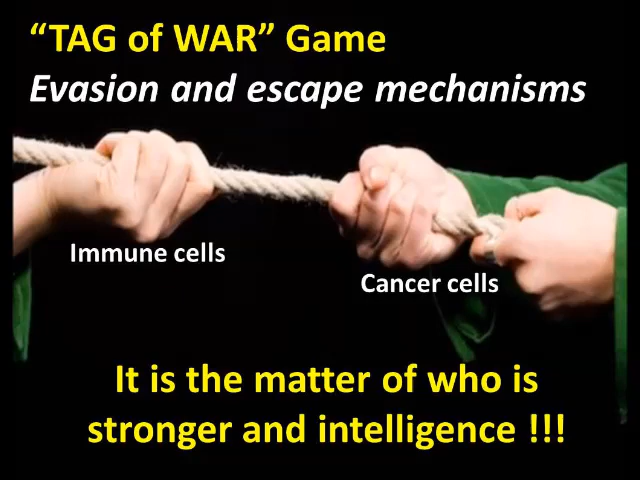 “TAG of WAR” Game
Evasion and escape mechanisms
Immune cells
Cancer cells
It is the matter of who is
stronger and intelligence !!!